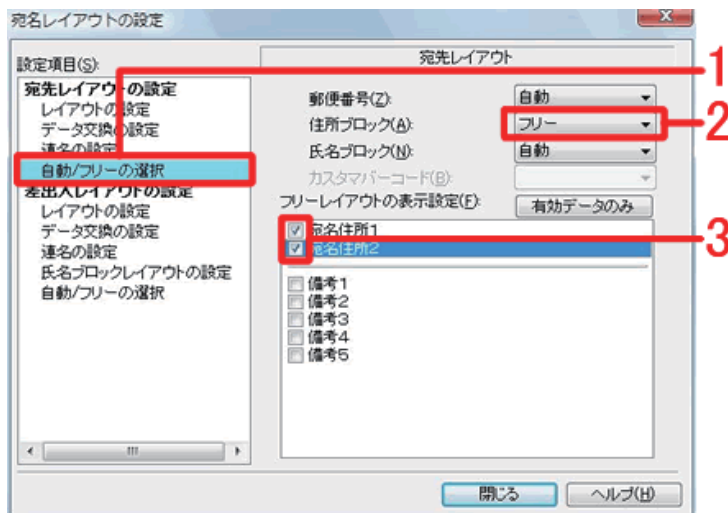 宛名レイアウトの設定
設定項目(S):
宛先レイアウトの設定
レイアウトの設定
データ交換の設定
連名の設定
自動/フリーの選択
差出人レイアウトの設定
レイアウトの設定
データ交換の設定
連名の設定
氏名ブロックレイアウトの設定
自動/フリーの選択
宛先レイアウト
郵便番号(Z):
自動
住所ブロック(A):
フリー
氏名ブロック(N):
自動
カスタマバーコード(B):
フリーレイアウトの表示設定(F):
有効データのみ
宛名住所1
宛名住所2
備考1
備考2
備考3
備考4
備考5
閉じる
ヘルプ(H)
1
2
3